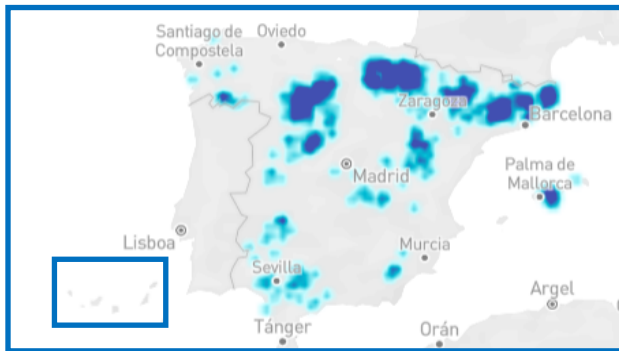 Santiago de
Compostela
Oviedo
Zaragoza
Barcelona
Madrid
Palma de
Mallorca
Lisboa
Murcia
Sevilla
Argel
Tánger
Orán